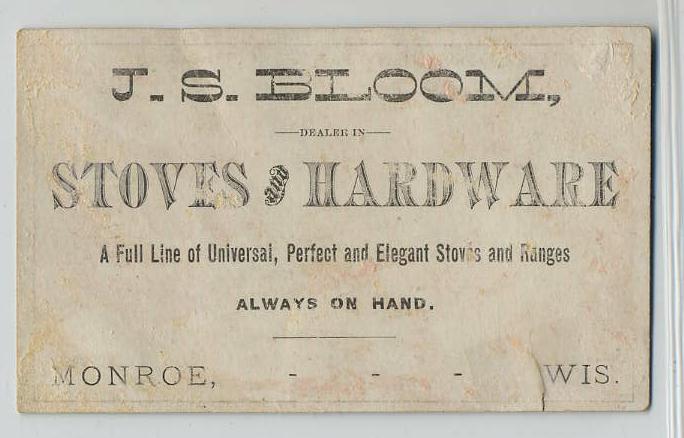 J. S. BLOOM,
DEALER IN
STOVES and HARDWARE
A Full Line of Universal, Perfect and Elegant Stoves and Ranges
ALWAYS ON HAND.
MONROE, - - - WIS.